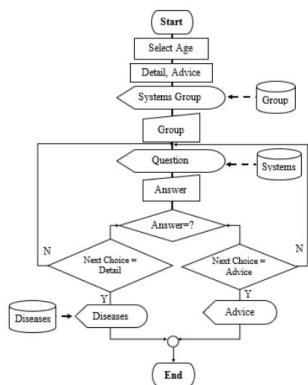 Start
Select Age
Detail, Advice
Systems Group
Group
Group
Question
Systems
Answer
Answer=?
N
Next Choice =
Detail
Next Choice =
Advice
N
Y
Y
Diseases
Diseases
Advice
End